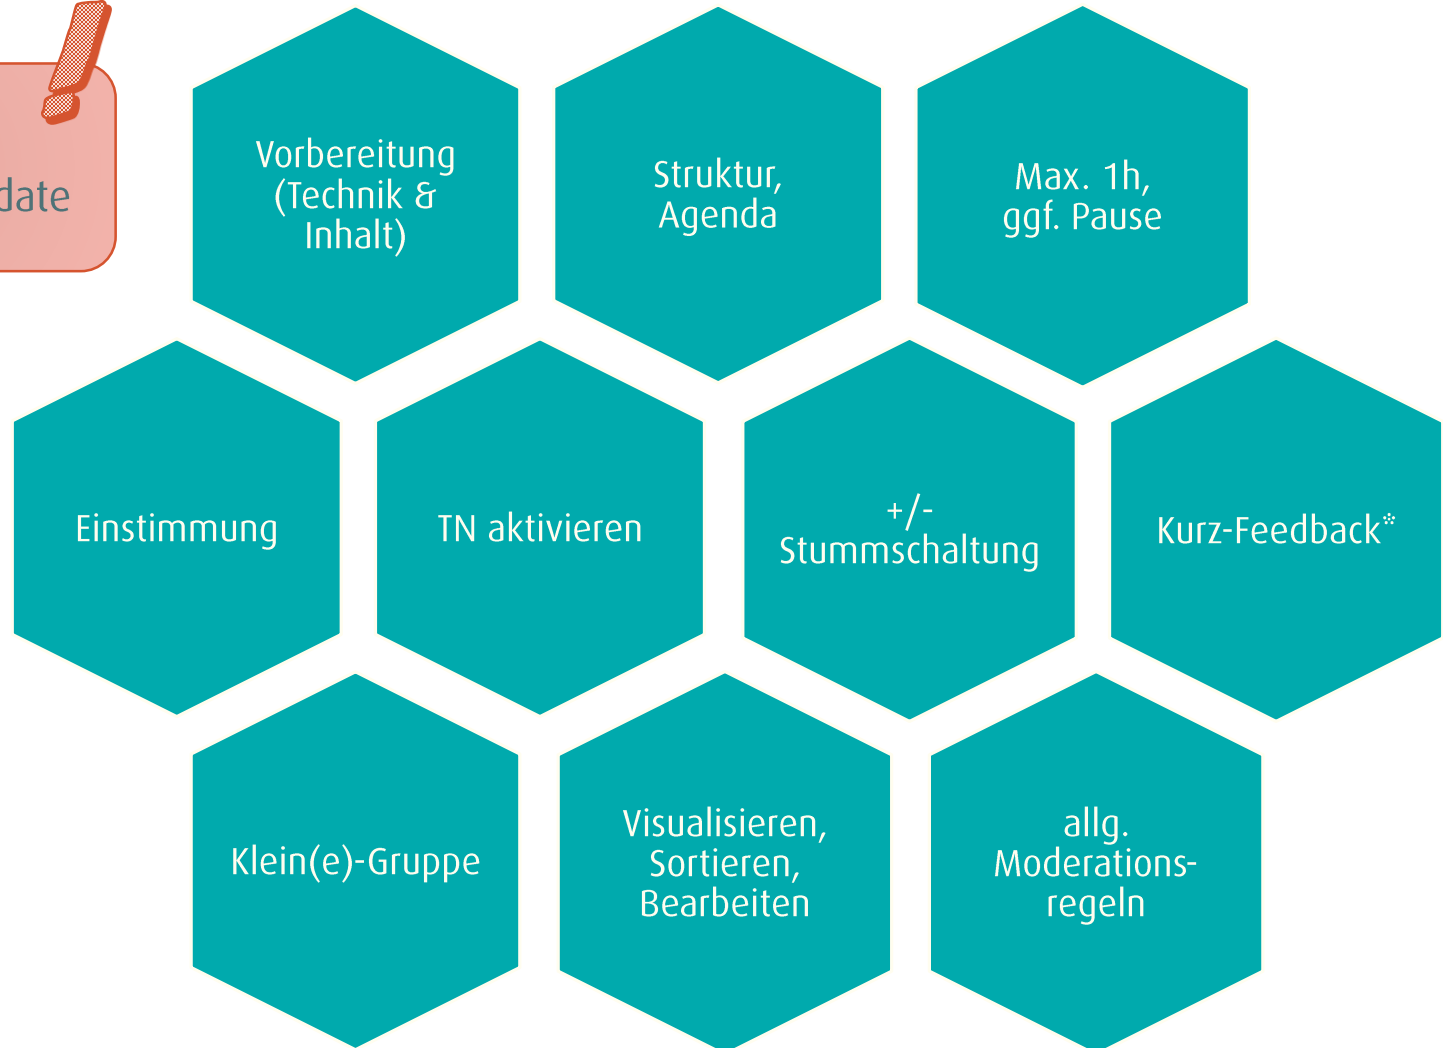 date
Vorbereitung
(Technik &
Inhalt)
Struktur,
Agenda
Max. 1h,
ggf. Pause
Einstimmung
TN aktivieren
+/-
Stummschaltung
Kurz-Feedback*
Klein(e)-Gruppe
Visualisieren,
Sortieren,
Bearbeiten
allg.
Moderations-
regeln